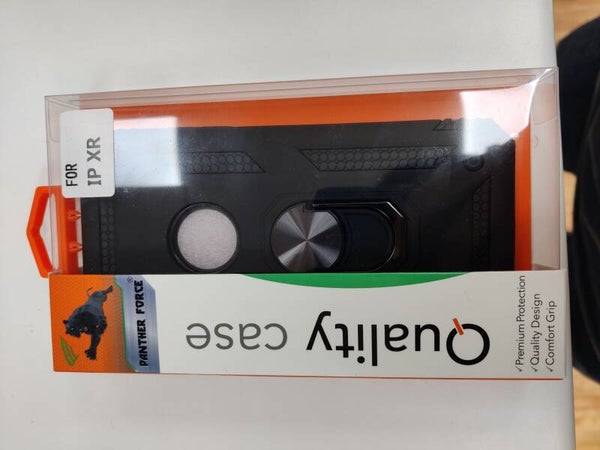 FOR
IP XR
PANTHER FORCE®
Quality case
✓Premium Protection
✓Quality Design
✓Comfort Grip